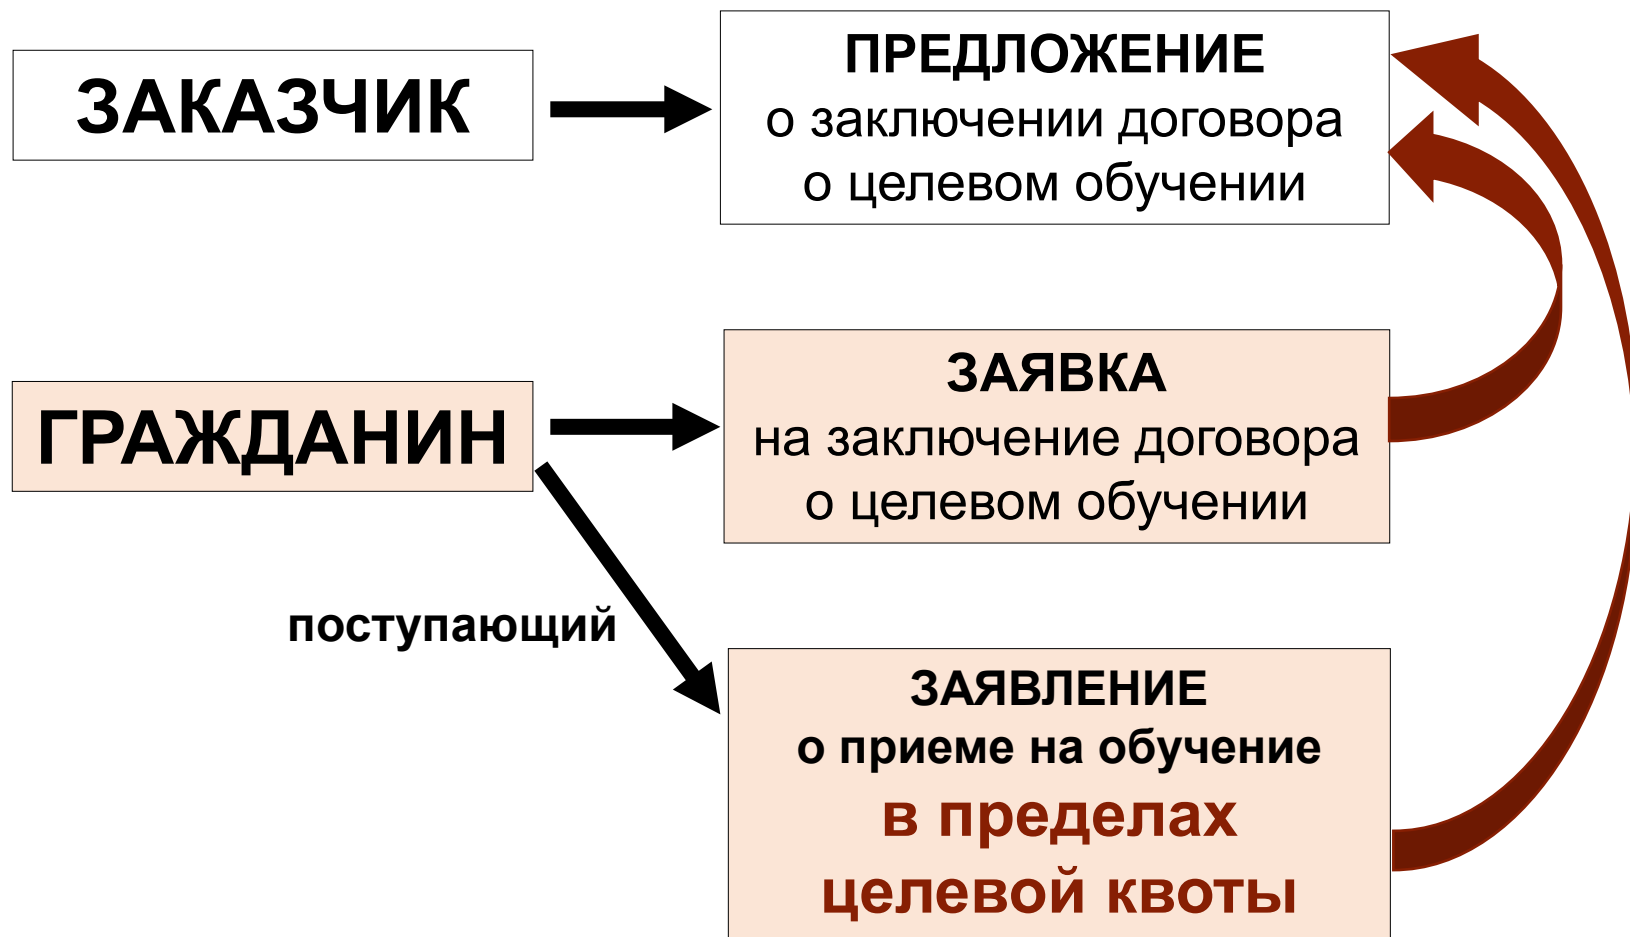 ЗАКАЗЧИК
ПРЕДЛОЖЕНИЕ
о заключении договора
о целевом обучении
ГРАЖДАНИН
ЗАЯВКА
на заключение договора
о целевом обучении
поступающий
ЗАЯВЛЕНИЕ
о приеме на обучение
в пределах
целевой квоты